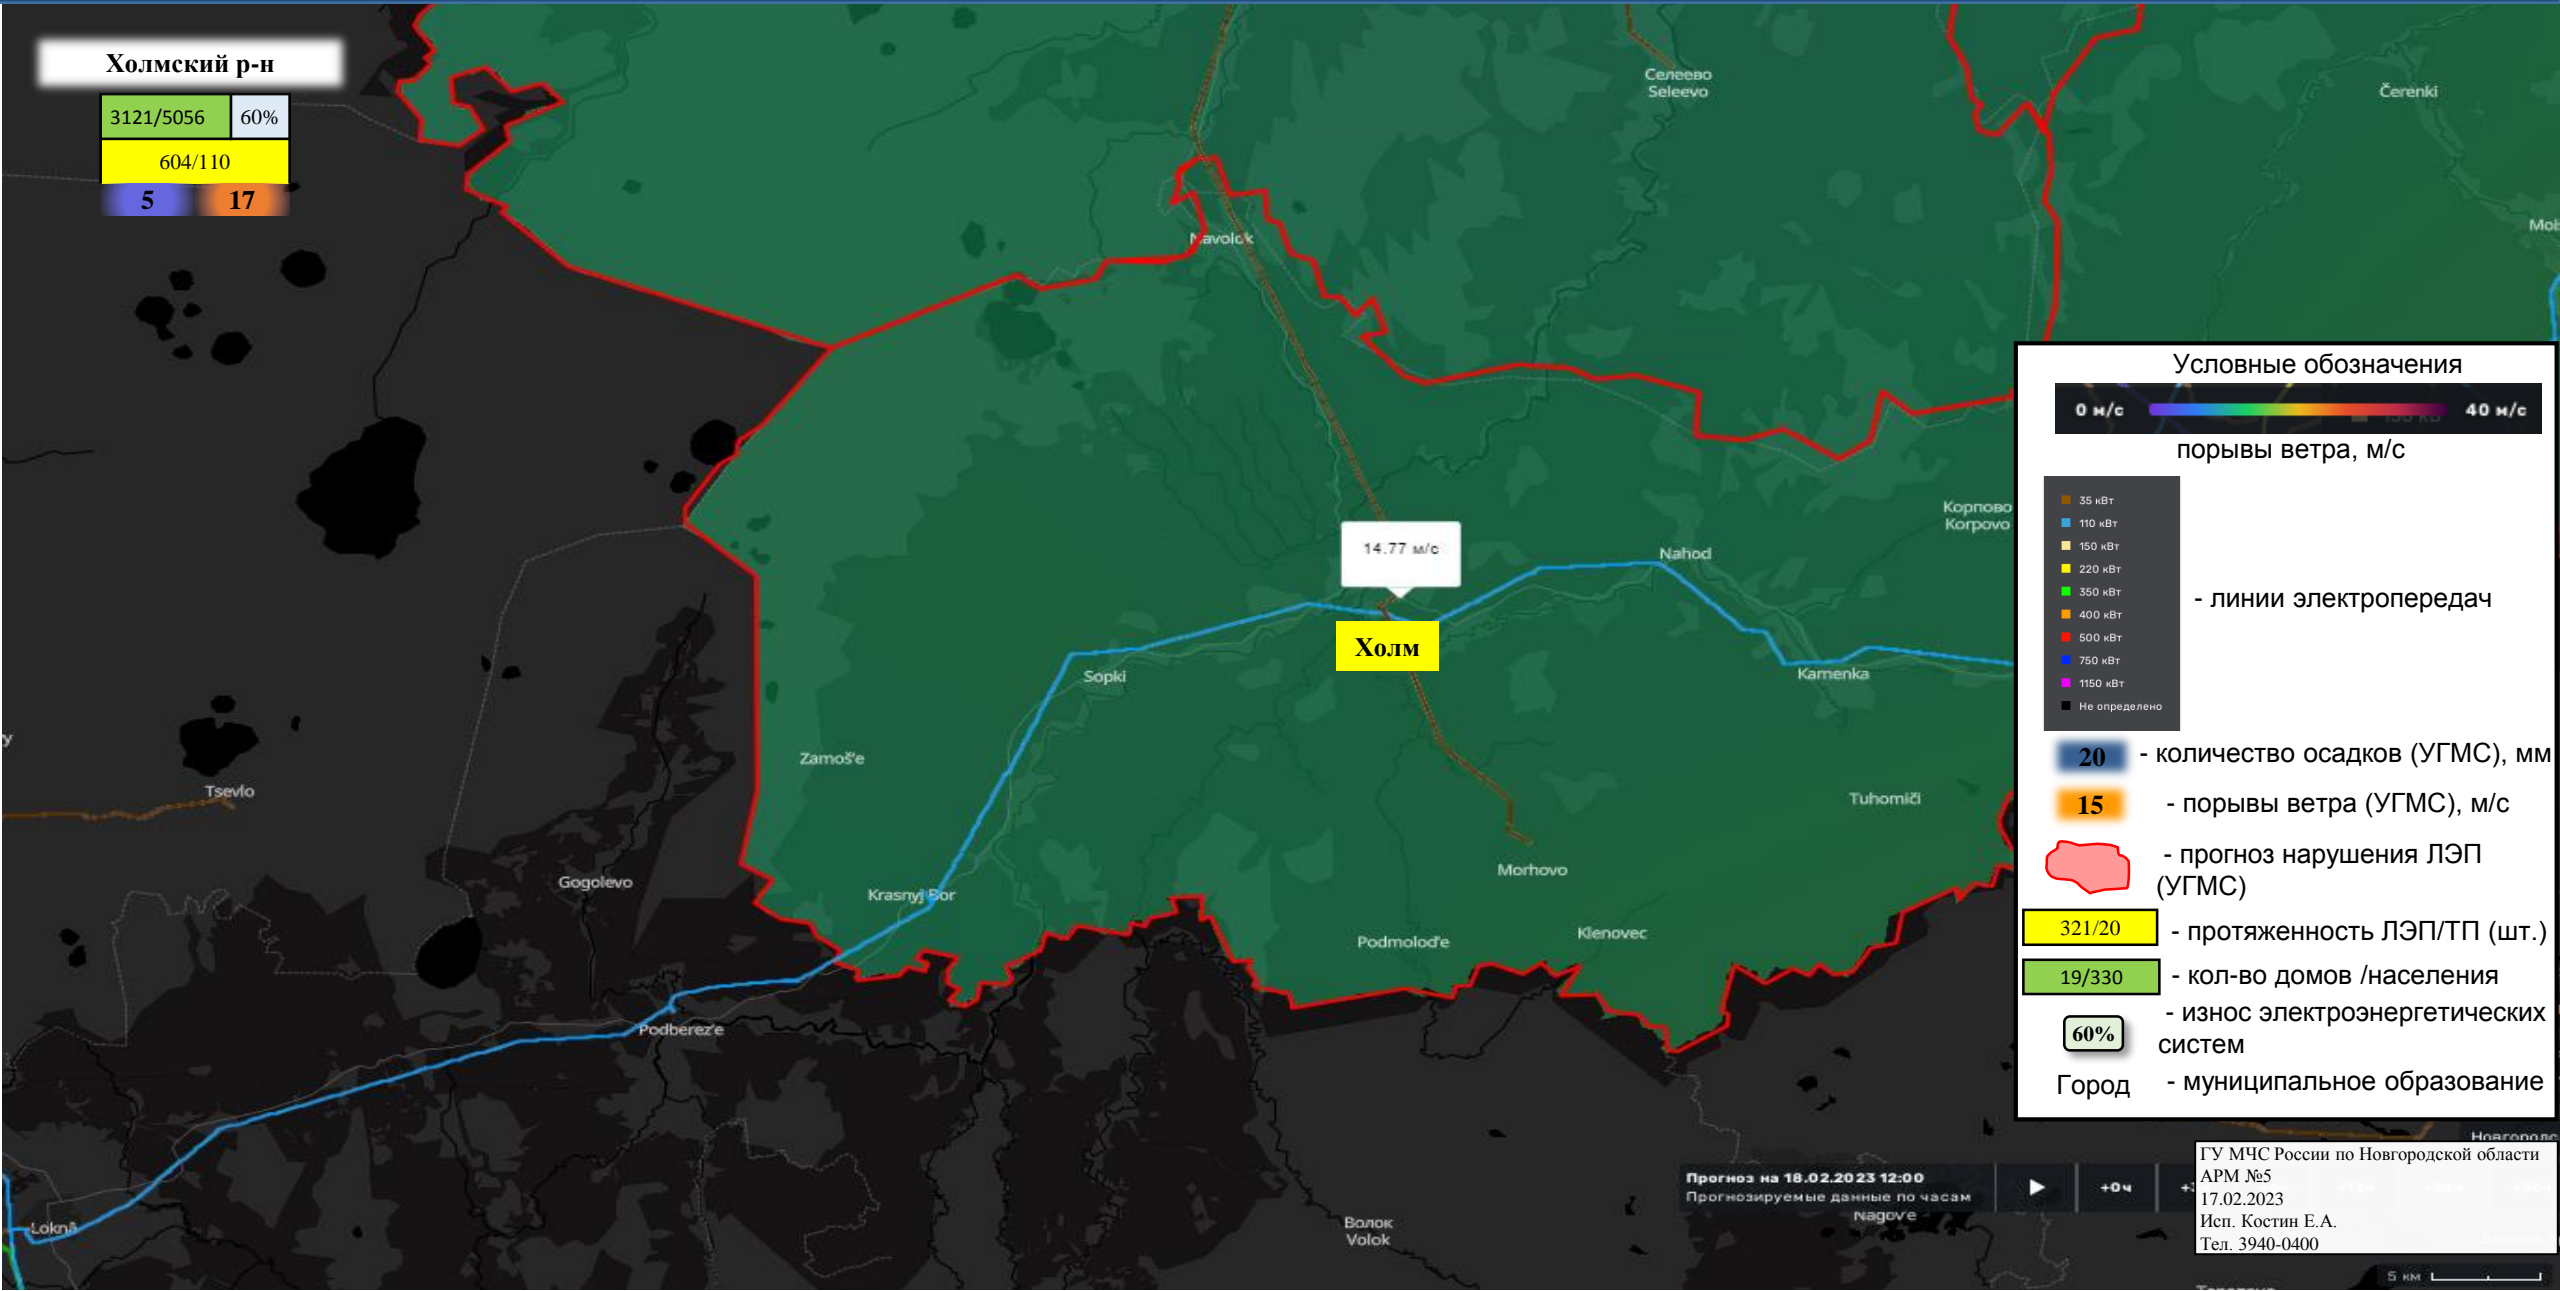 Холмский р-н
3121/5056 60%
604/110
5 17
Селеево
Seleevo
Čerenki
Navolok
Корпово
Korpovo
14.77 м/с
Nahod
Холм
Sopki
Kamenka
Zamoš'e
Tsevlo
Tuhomiči
Gogolevo
Krasnyj Bor
Morhovo
Podmolod'e
Klenovec
Podberez'e
Loknâ
Волок
Volok
Nagov'e
Условные обозначения
0 м/с 40 м/с
порывы ветра, м/с
35 кВт
110 кВт
150 кВт
220 кВт
350 кВт
400 кВт
500 кВт
750 кВт
1150 кВт
Не определено
- линии электропередач
20 - количество осадков (УГМС), мм
15 - порывы ветра (УГМС), м/с
- прогноз нарушения ЛЭП
(УГМС)
321/20 - протяженность ЛЭП/ТП (шт.)
19/330 - кол-во домов /населения
60% - износ электроэнергетических
систем
Город - муниципальное образование
Прогноз на 18.02.2023 12:00
Прогнозируемые данные по часам
+0ч
ГУ МЧС России по Новгородской области
АРМ №5
17.02.2023
Исп. Костин Е.А.
Тел. 3940-0400
5 км